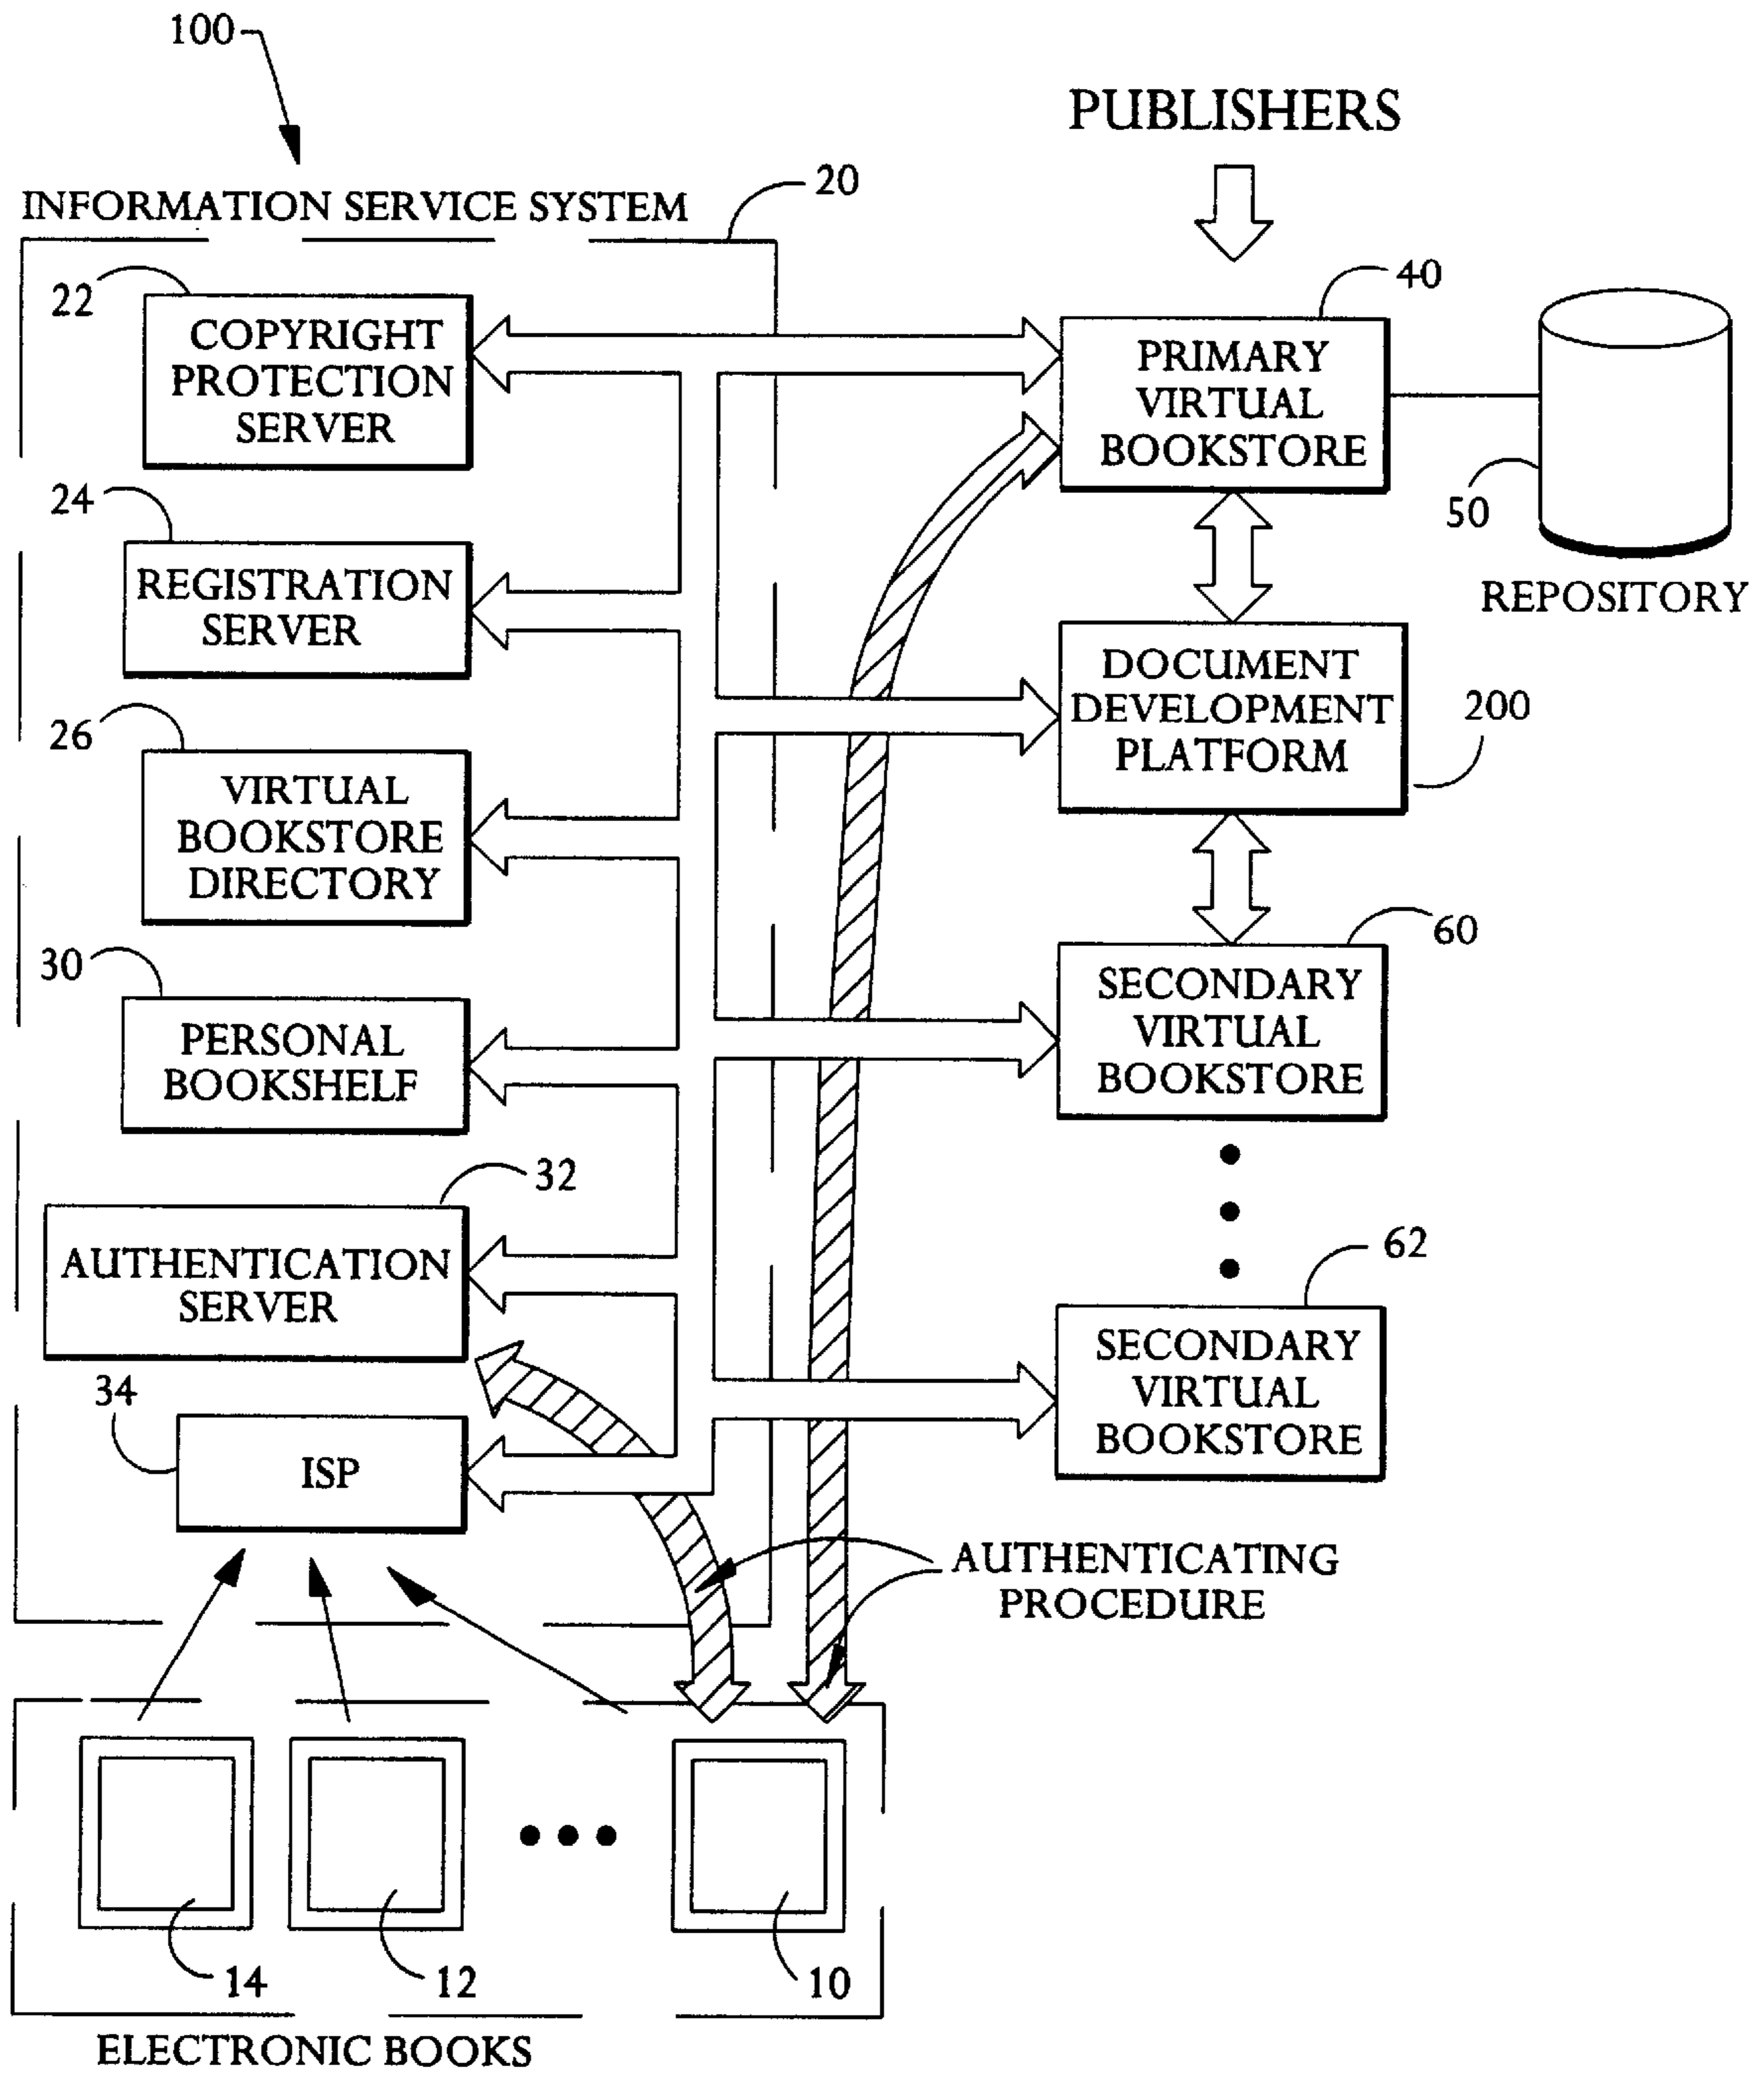 100
PUBLISHERS
INFORMATION SERVICE SYSTEM
20
22
COPYRIGHT
PROTECTION
SERVER
40
PRIMARY
VIRTUAL
BOOKSTORE
50
REPOSITORY
24
REGISTRATION
SERVER
DOCUMENT
DEVELOPMENT
PLATFORM
200
26
VIRTUAL
BOOKSTORE
DIRECTORY
60
SECONDARY
VIRTUAL
BOOKSTORE
30
PERSONAL
BOOKSHELF
32
AUTHENTICATION
SERVER
62
SECONDARY
VIRTUAL
BOOKSTORE
34
ISP
AUTHENTICATING
PROCEDURE
14
12
10
ELECTRONIC BOOKS